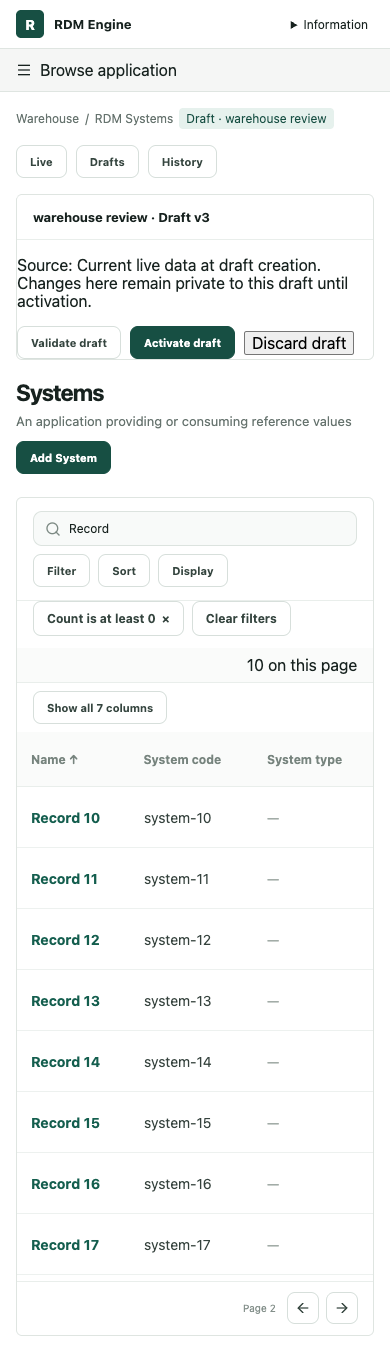 R RDM Engine ▶ Information
☰ Browse application
Warehouse / RDM Systems Draft · warehouse review
Live Drafts History
warehouse review · Draft v3
Source: Current live data at draft creation.
Changes here remain private to this draft until
activation.
Validate draft Activate draft Discard draft
Systems
An application providing or consuming reference values
Add System
Record
Filter Sort Display
Count is at least 0 × Clear filters
10 on this page
Show all 7 columns
Name ↑ System code System type
Record 10 system-10 —
Record 11 system-11 —
Record 12 system-12 —
Record 13 system-13 —
Record 14 system-14 —
Record 15 system-15 —
Record 16 system-16 —
Record 17 system-17 —
Page 2 ← →